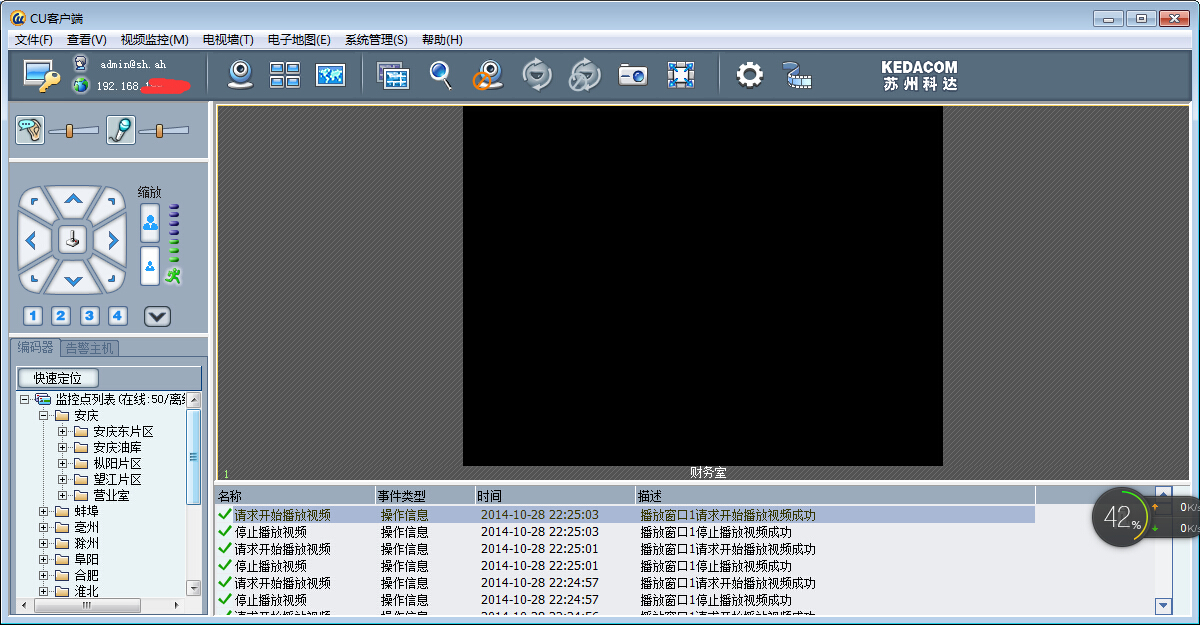 CU客户端
文件(F) 查看(V) 视频监控(M) 电视墙(T) 电子地图(E) 系统管理(S) 帮助(H)
admin@sh.ah
192.168.
KEDACOM
苏州科达
缩放
1 2 3 4
编码器 告警主机
快速定位
监控点列表(在线:50/离线
安庆
安庆东片区
安庆油库
枞阳片区
望江片区
营业室
蚌埠
亳州
滁州
阜阳
合肥
淮北
1
财务室
名称 事件类型 时间 描述
请求开始播放视频 操作信息 2014-10-28 22:25:03 播放窗口1请求开始播放视频成功
停止播放视频 操作信息 2014-10-28 22:25:03 播放窗口1停止播放视频成功
请求开始播放视频 操作信息 2014-10-28 22:25:01 播放窗口1请求开始播放视频成功
停止播放视频 操作信息 2014-10-28 22:25:01 播放窗口1停止播放视频成功
请求开始播放视频 操作信息 2014-10-28 22:24:57 播放窗口1请求开始播放视频成功
停止播放视频 操作信息 2014-10-28 22:24:57 播放窗口1停止播放视频成功
42%
0K/s
0K/s